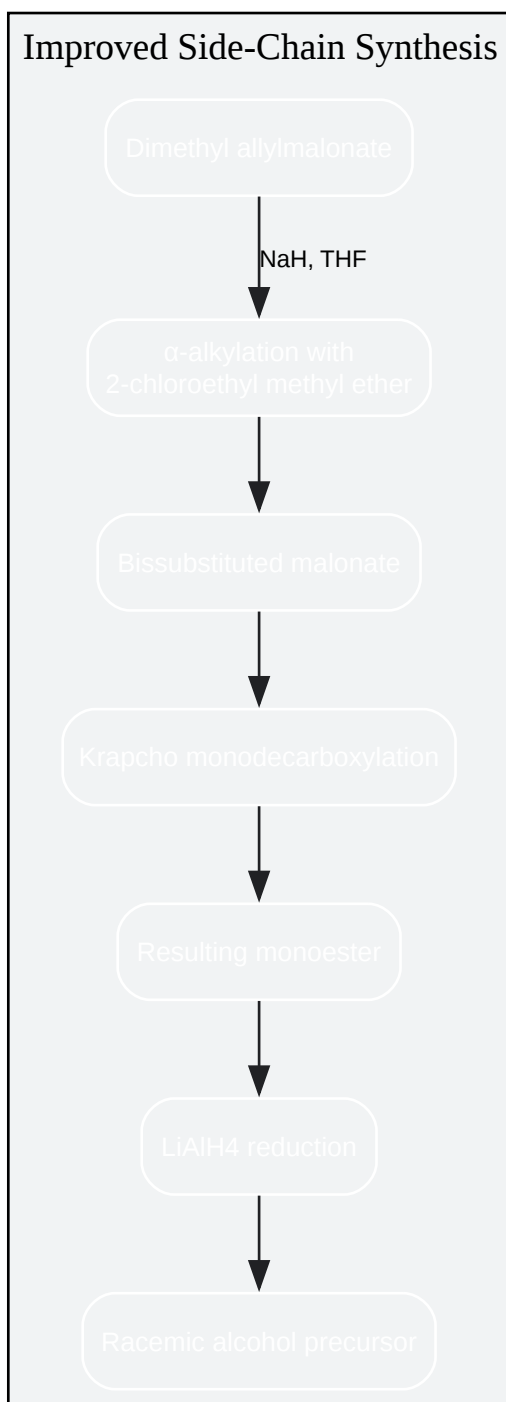 Improved Side-Chain Synthesis
Dimethyl allylmalonate
NaH, THF
α-alkylation with
2-chloroethyl methyl ether
Bissubstituted malonate
Krapcho monodecarboxylation
Resulting monoester
LiAlH4 reduction
Racemic alcohol precursor